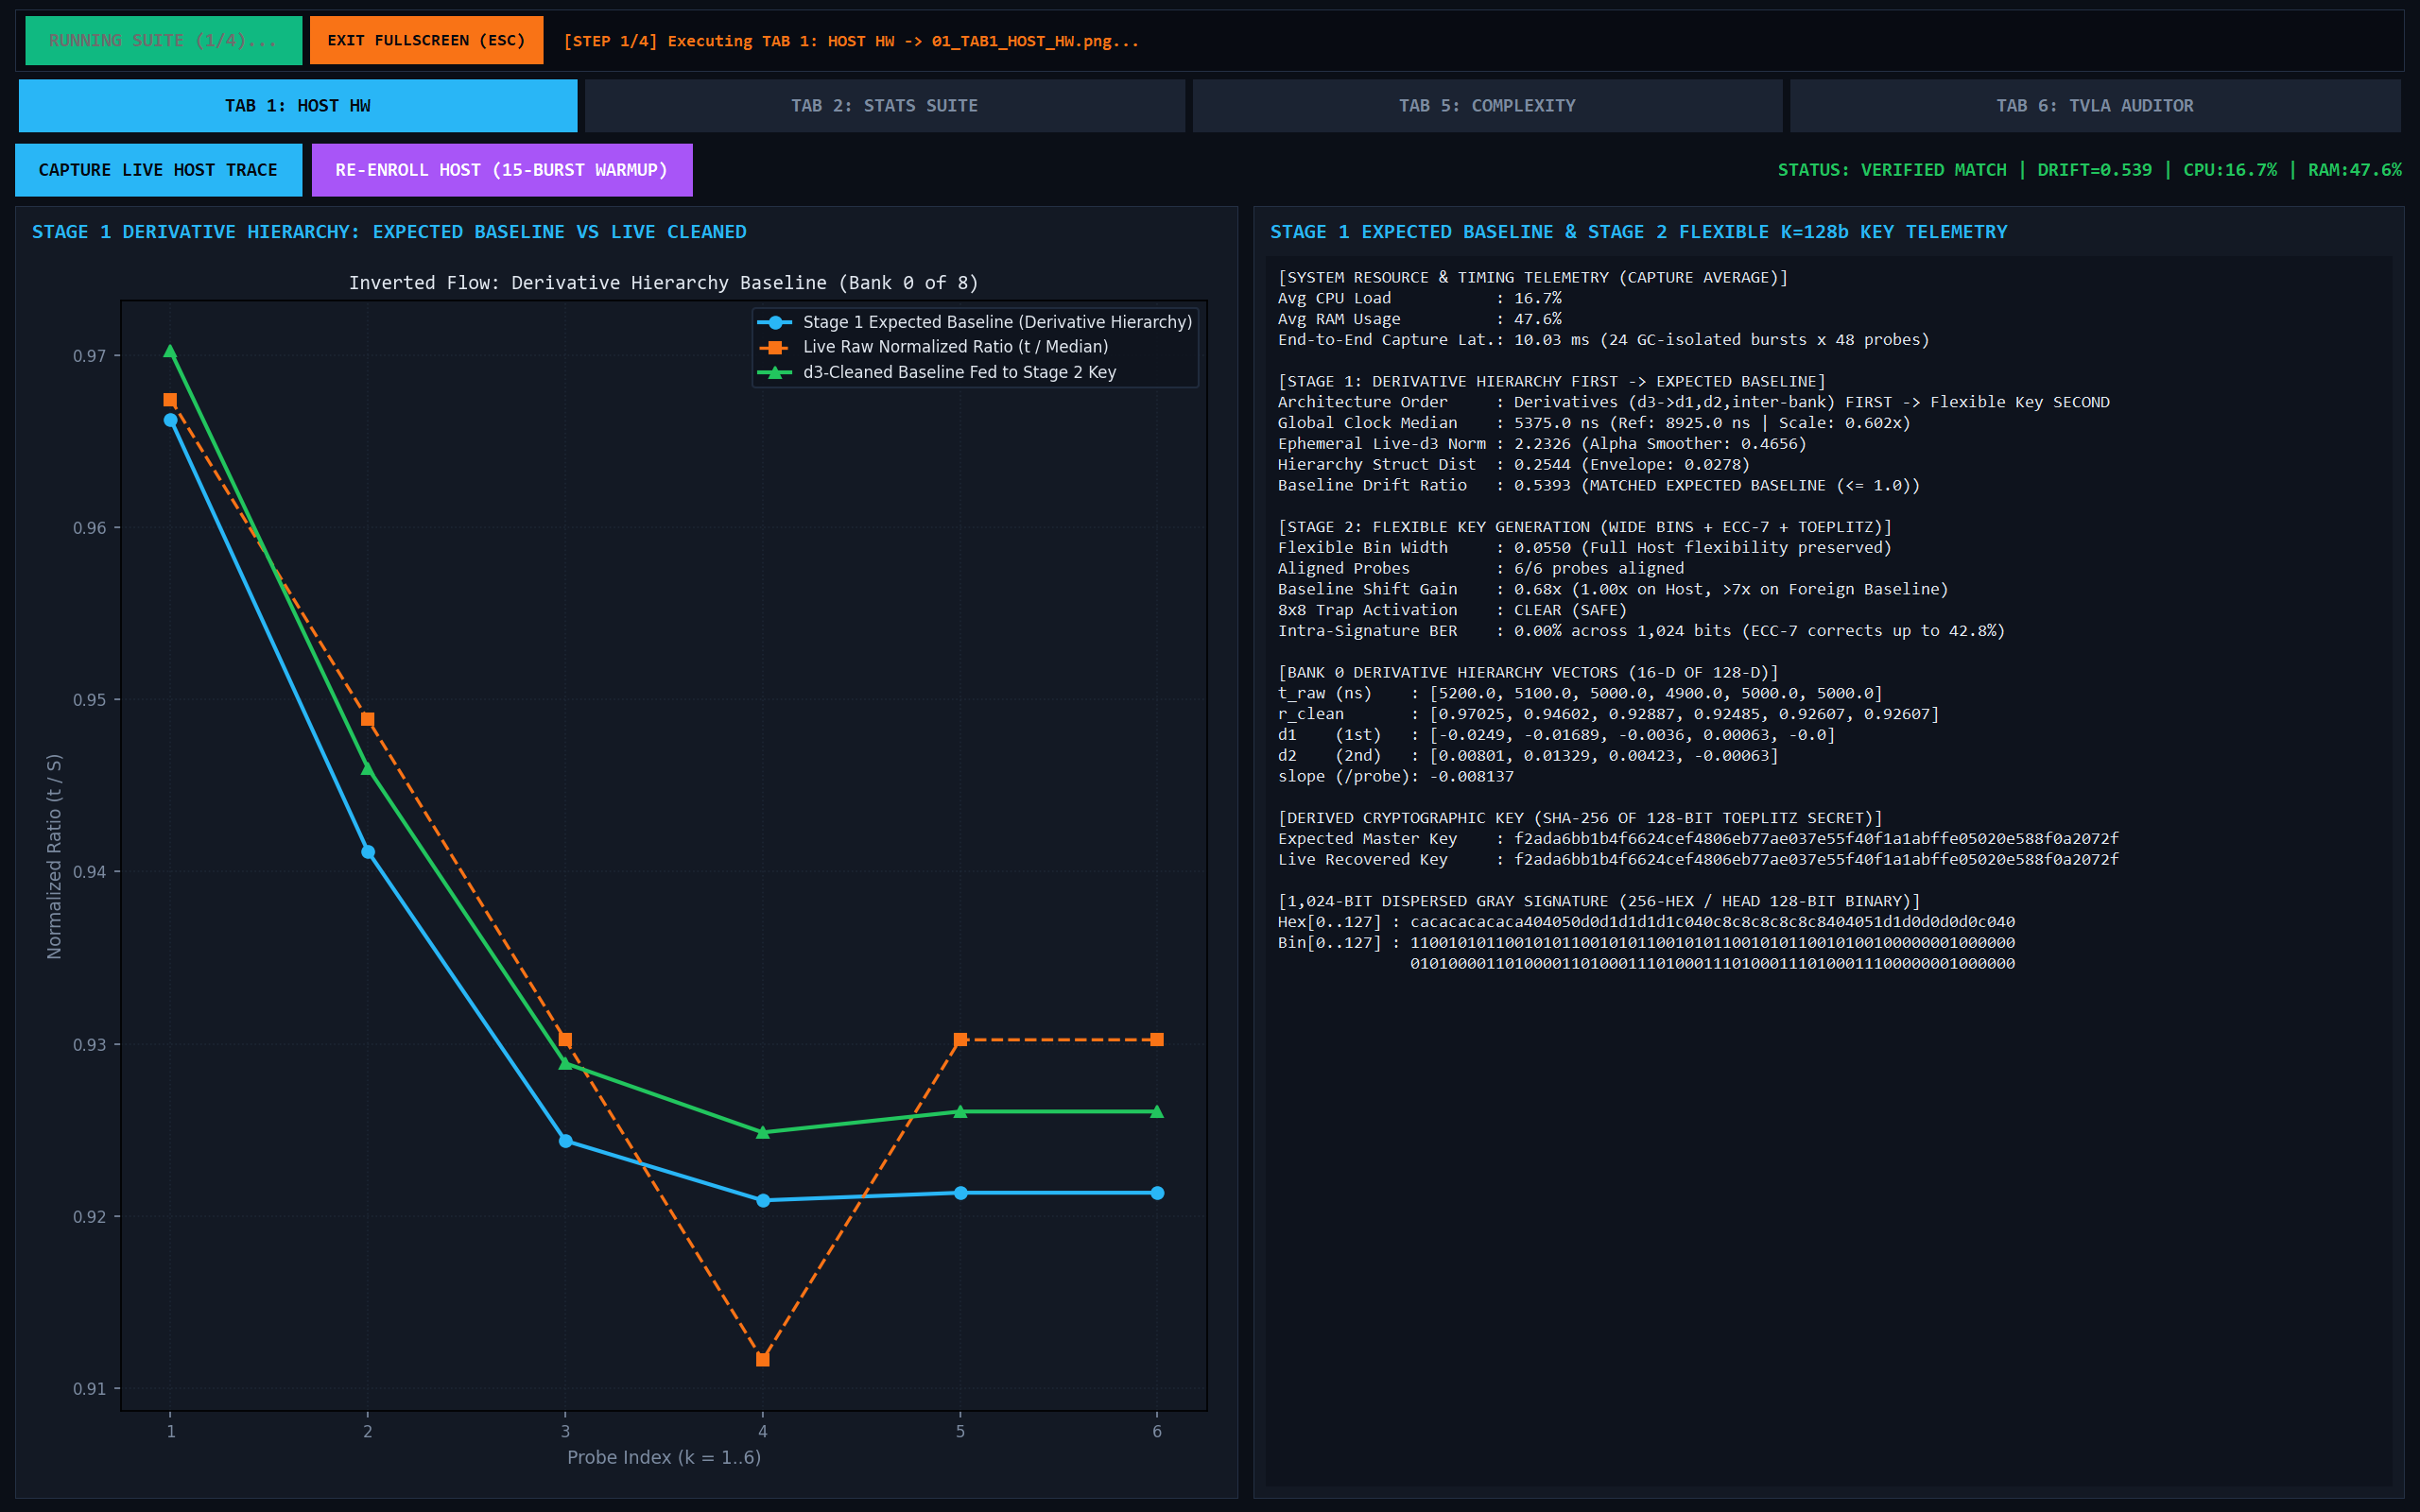 RUNNING SUITE (1/4)...
EXIT FULLSCREEN (ESC)
[STEP 1/4] Executing TAB 1: HOST HW -> 01_TAB1_HOST_HW.png...
TAB 1: HOST HW
TAB 2: STATS SUITE
TAB 5: COMPLEXITY
TAB 6: TVLA AUDITOR
CAPTURE LIVE HOST TRACE
RE-ENROLL HOST (15-BURST WARMUP)
STATUS: VERIFIED MATCH | DRIFT=0.539 | CPU:16.7% | RAM:47.6%
STAGE 1 DERIVATIVE HIERARCHY: EXPECTED BASELINE VS LIVE CLEANED
Inverted Flow: Derivative Hierarchy Baseline (Bank 0 of 8)
Stage 1 Expected Baseline (Derivative Hierarchy)
Live Raw Normalized Ratio (t / Median)
d3-Cleaned Baseline Fed to Stage 2 Key
Normalized Ratio (t / S)
0.97
0.96
0.95
0.94
0.93
0.92
0.91
1 2 3 4 5 6
Probe Index (k = 1..6)
STAGE 1 EXPECTED BASELINE & STAGE 2 FLEXIBLE K=128b KEY TELEMETRY
[SYSTEM RESOURCE & TIMING TELEMETRY (CAPTURE AVERAGE)]
Avg CPU Load : 16.7%
Avg RAM Usage : 47.6%
End-to-End Capture Lat.: 10.03 ms (24 GC-isolated bursts x 48 probes)
[STAGE 1: DERIVATIVE HIERARCHY FIRST -> EXPECTED BASELINE]
Architecture Order : Derivatives (d3->d1,d2,inter-bank) FIRST -> Flexible Key SECOND
Global Clock Median : 5375.0 ns (Ref: 8925.0 ns | Scale: 0.602x)
Ephemeral Live-d3 Norm : 2.2326 (Alpha Smoother: 0.4656)
Hierarchy Struct Dist : 0.2544 (Envelope: 0.0278)
Baseline Drift Ratio : 0.5393 (MATCHED EXPECTED BASELINE (<= 1.0))
[STAGE 2: FLEXIBLE KEY GENERATION (WIDE BINS + ECC-7 + TOEPLITZ)]
Flexible Bin Width : 0.0550 (Full Host flexibility preserved)
Aligned Probes : 6/6 probes aligned
Baseline Shift Gain : 0.68x (1.00x on Host, >7x on Foreign Baseline)
8x8 Trap Activation : CLEAR (SAFE)
Intra-Signature BER : 0.00% across 1,024 bits (ECC-7 corrects up to 42.8%)
[BANK 0 DERIVATIVE HIERARCHY VECTORS (16-D OF 128-D)]
t_raw (ns) : [5200.0, 5100.0, 5000.0, 4900.0, 5000.0, 5000.0]
r_clean : [0.97025, 0.94602, 0.92887, 0.92485, 0.92607, 0.92607]
d1 (1st) : [-0.0249, -0.01689, -0.0036, 0.00063, -0.0]
d2 (2nd) : [0.00801, 0.01329, 0.00423, -0.00063]
slope (/probe): -0.008137
[DERIVED CRYPTOGRAPHIC KEY (SHA-256 OF 128-BIT TOEPLITZ SECRET)]
Expected Master Key : f2ada6bb1b4f6624cef4806eb77ae037e55f40f1a1abffe05020e588f0a2072f
Live Recovered Key : f2ada6bb1b4f6624cef4806eb77ae037e55f40f1a1abffe05020e588f0a2072f
[1,024-BIT DISPERSED GRAY SIGNATURE (256-HEX / HEAD 128-BIT BINARY)]
Hex[0..127] : cacacacacaca404050d0d1d1d1d1c040c8c8c8c8c8c8404051d1d0d0d0d0c040
Bin[0..127] : 1100101011001010110010101100101011001010110010100100000001000000
0101000011010000110100011101000111010001110100011100000001000000